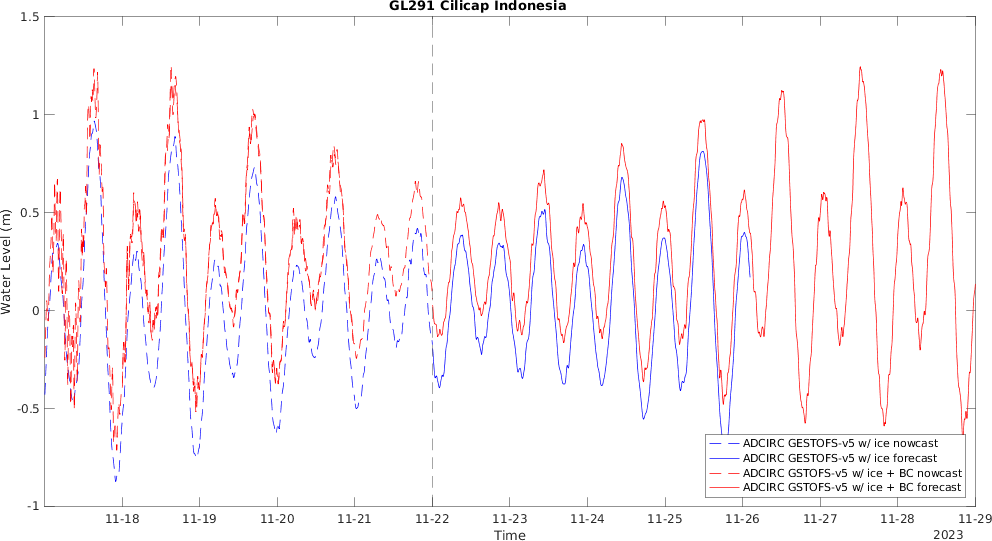 GL291 Cilicap Indonesia
1.5
1
0.5
0
-0.5
-1
Water Level (m)
ADCIRC GESTOFS-v5 w/ ice nowcast
ADCIRC GESTOFS-v5 w/ ice forecast
ADCIRC GSTOFS-v5 w/ ice + BC nowcast
ADCIRC GSTOFS-v5 w/ ice + BC forecast
11-18 11-19 11-20 11-21 11-22 11-23 11-24 11-25 11-26 11-27 11-28 11-29
Time
2023